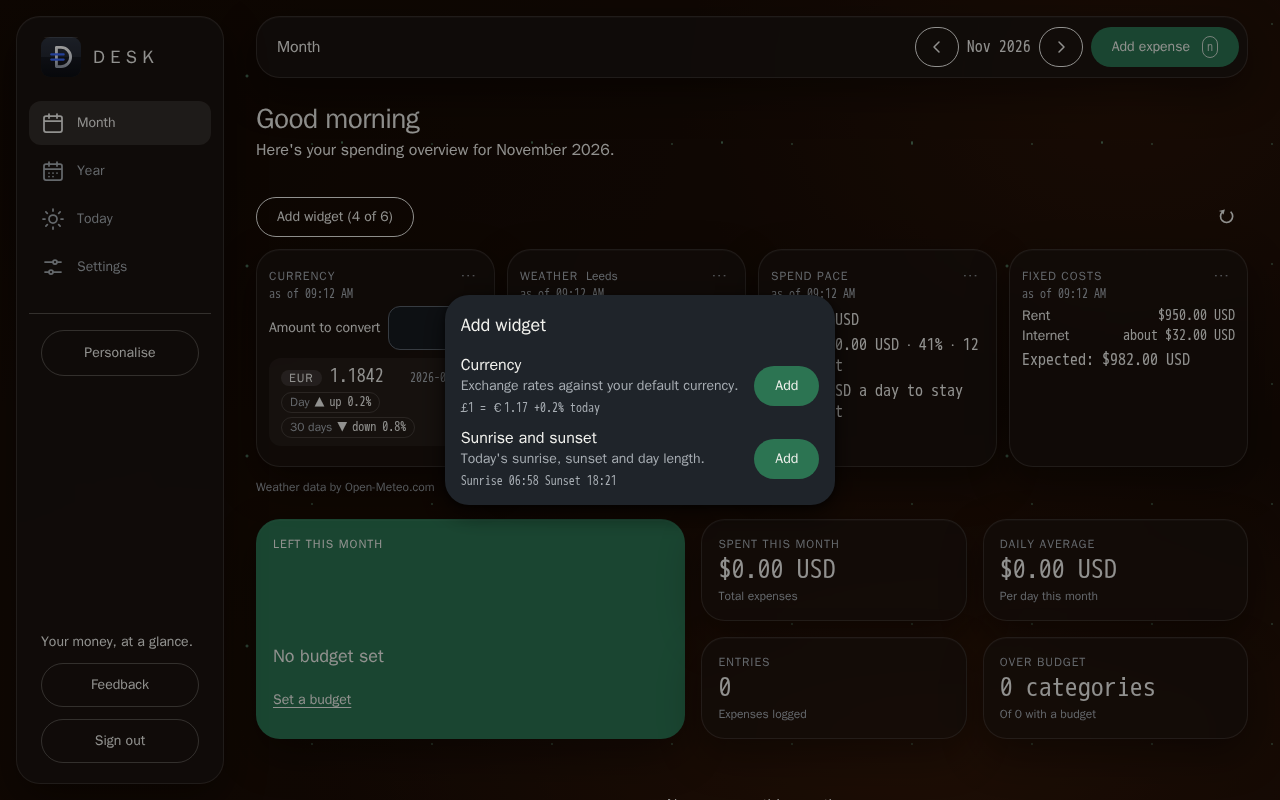 DESK
Month
Year
Today
Settings
Personalise
Your money, at a glance.
Feedback
Sign out
Month
Nov 2026
Add expense n
Good morning
Here's your spending overview for November 2026.
Add widget (4 of 6)
CURRENCY
as of 09:12 AM
Amount to convert
EUR 1.1842
Day ▲ up 0.2%
30 days ▼ down 0.8%
WEATHER Leeds
as of 09:12 AM
SPEND PACE
as of 09:12 AM
USD
0.00 USD · 41% · 12
SD a day to stay
FIXED COSTS
as of 09:12 AM
Rent $950.00 USD
Internet about $32.00 USD
Expected: $982.00 USD
Add widget
Currency
Exchange rates against your default currency.
£1 = €1.17 +0.2% today
Add
Sunrise and sunset
Today's sunrise, sunset and day length.
Sunrise 06:58 Sunset 18:21
Add
Weather data by Open-Meteo.com
LEFT THIS MONTH
No budget set
Set a budget
SPENT THIS MONTH
$0.00 USD
Total expenses
DAILY AVERAGE
$0.00 USD
Per day this month
ENTRIES
0
Expenses logged
OVER BUDGET
0 categories
Of 0 with a budget